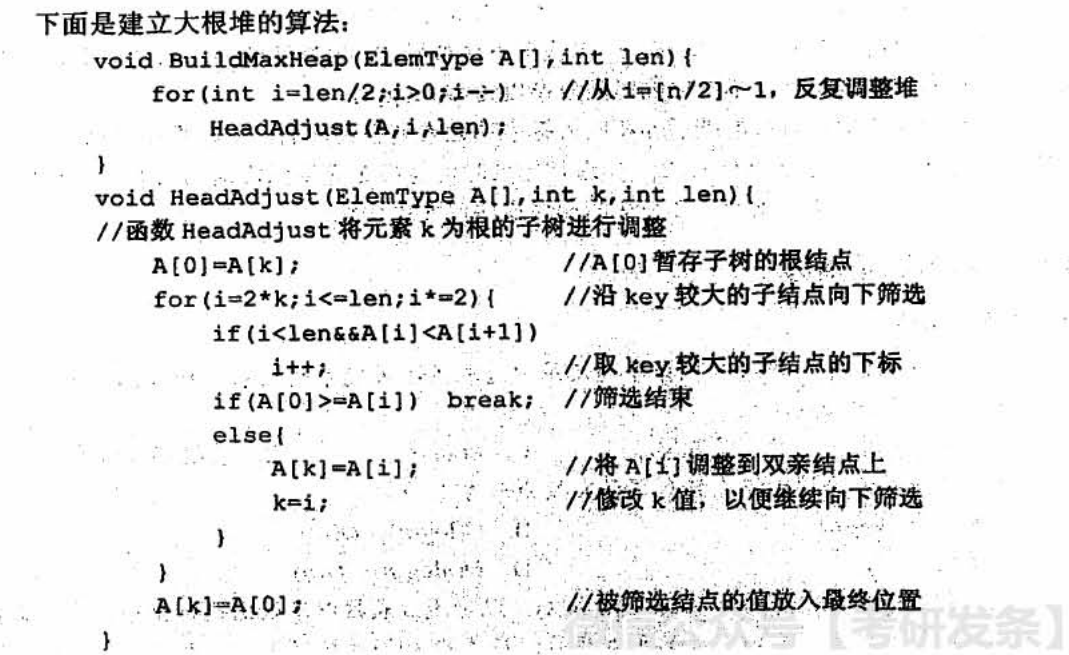 下面是建立大根堆的算法：
void BuildMaxHeap(ElemType A[],int len){
for(int i=len/2;i>0;i--) //从 i=[n/2]~1，反复调整堆
HeadAdjust(A,i,len);
}
void HeadAdjust(ElemType A[],int k,int len){
//函数 HeadAdjust 将元素 k 为根的子树进行调整
A[0]=A[k]; //A[0]暂存子树的根结点
for(i=2*k;i<=len;i*=2){ //沿 key 较大的子结点向下筛选
if(i<len&&A[i]<A[i+1])
i++; //取 key 较大的子结点的下标
if(A[0]>=A[i]) break; //筛选结束
else{
A[k]=A[i]; //将 A[i]调整到双亲结点上
k=i; //修改 k 值，以便继续向下筛选
}
}
A[k]=A[0]; //被筛选结点的值放入最终位置
}
微信公众号【考研发条】